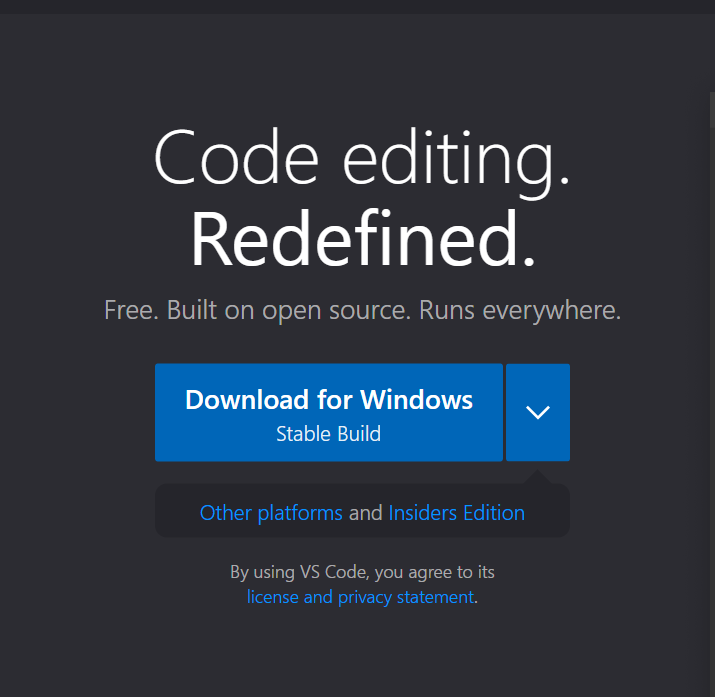 Code editing.
Redefined.
Free. Built on open source. Runs everywhere.
Download for Windows
Stable Build
Other platforms and Insiders Edition
By using VS Code, you agree to its
license and privacy statement.